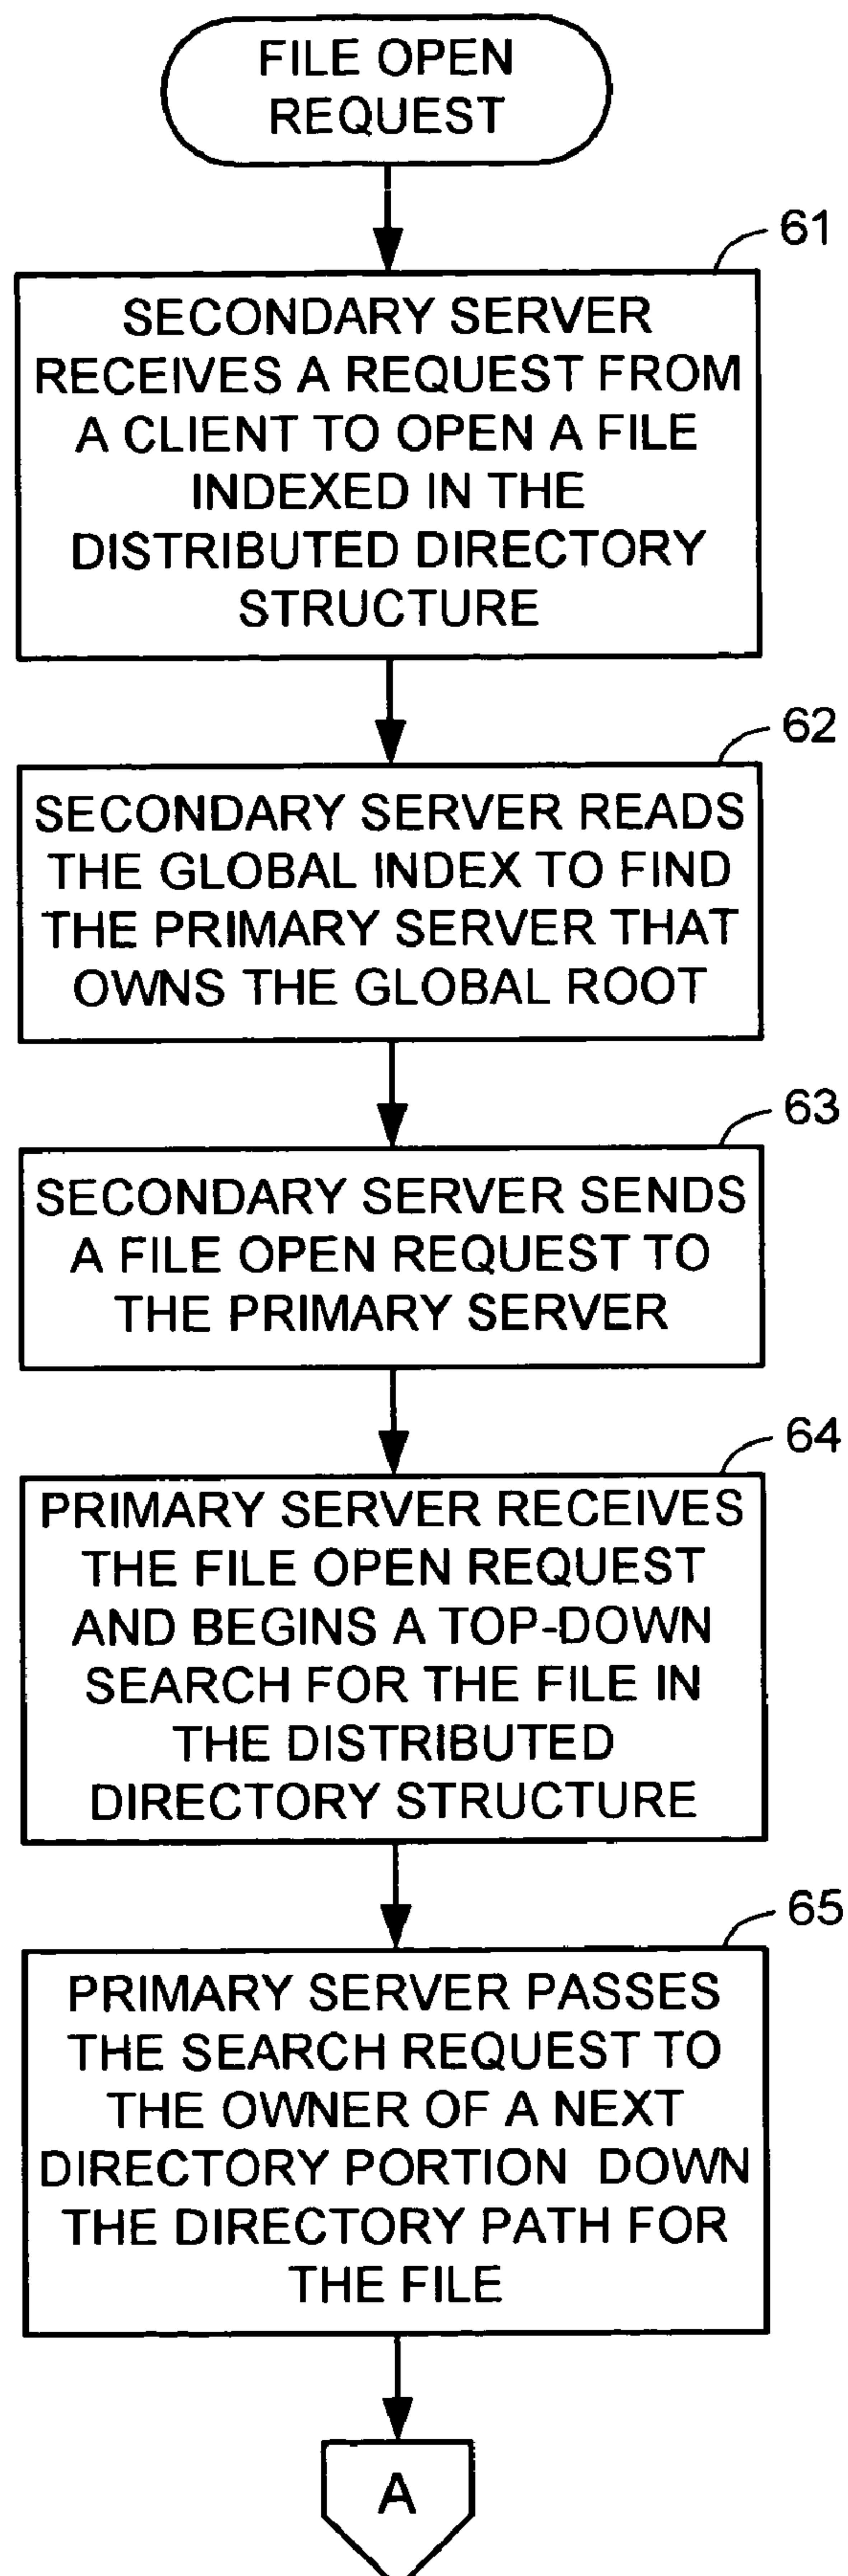 FILE OPEN
REQUEST
61
SECONDARY SERVER
RECEIVES A REQUEST FROM
A CLIENT TO OPEN A FILE
INDEXED IN THE
DISTRIBUTED DIRECTORY
STRUCTURE
62
SECONDARY SERVER READS
THE GLOBAL INDEX TO FIND
THE PRIMARY SERVER THAT
OWNS THE GLOBAL ROOT
63
SECONDARY SERVER SENDS
A FILE OPEN REQUEST TO
THE PRIMARY SERVER
64
PRIMARY SERVER RECEIVES
THE FILE OPEN REQUEST
AND BEGINS A TOP-DOWN
SEARCH FOR THE FILE IN
THE DISTRIBUTED
DIRECTORY STRUCTURE
65
PRIMARY SERVER PASSES
THE SEARCH REQUEST TO
THE OWNER OF A NEXT
DIRECTORY PORTION DOWN
THE DIRECTORY PATH FOR
THE FILE
A